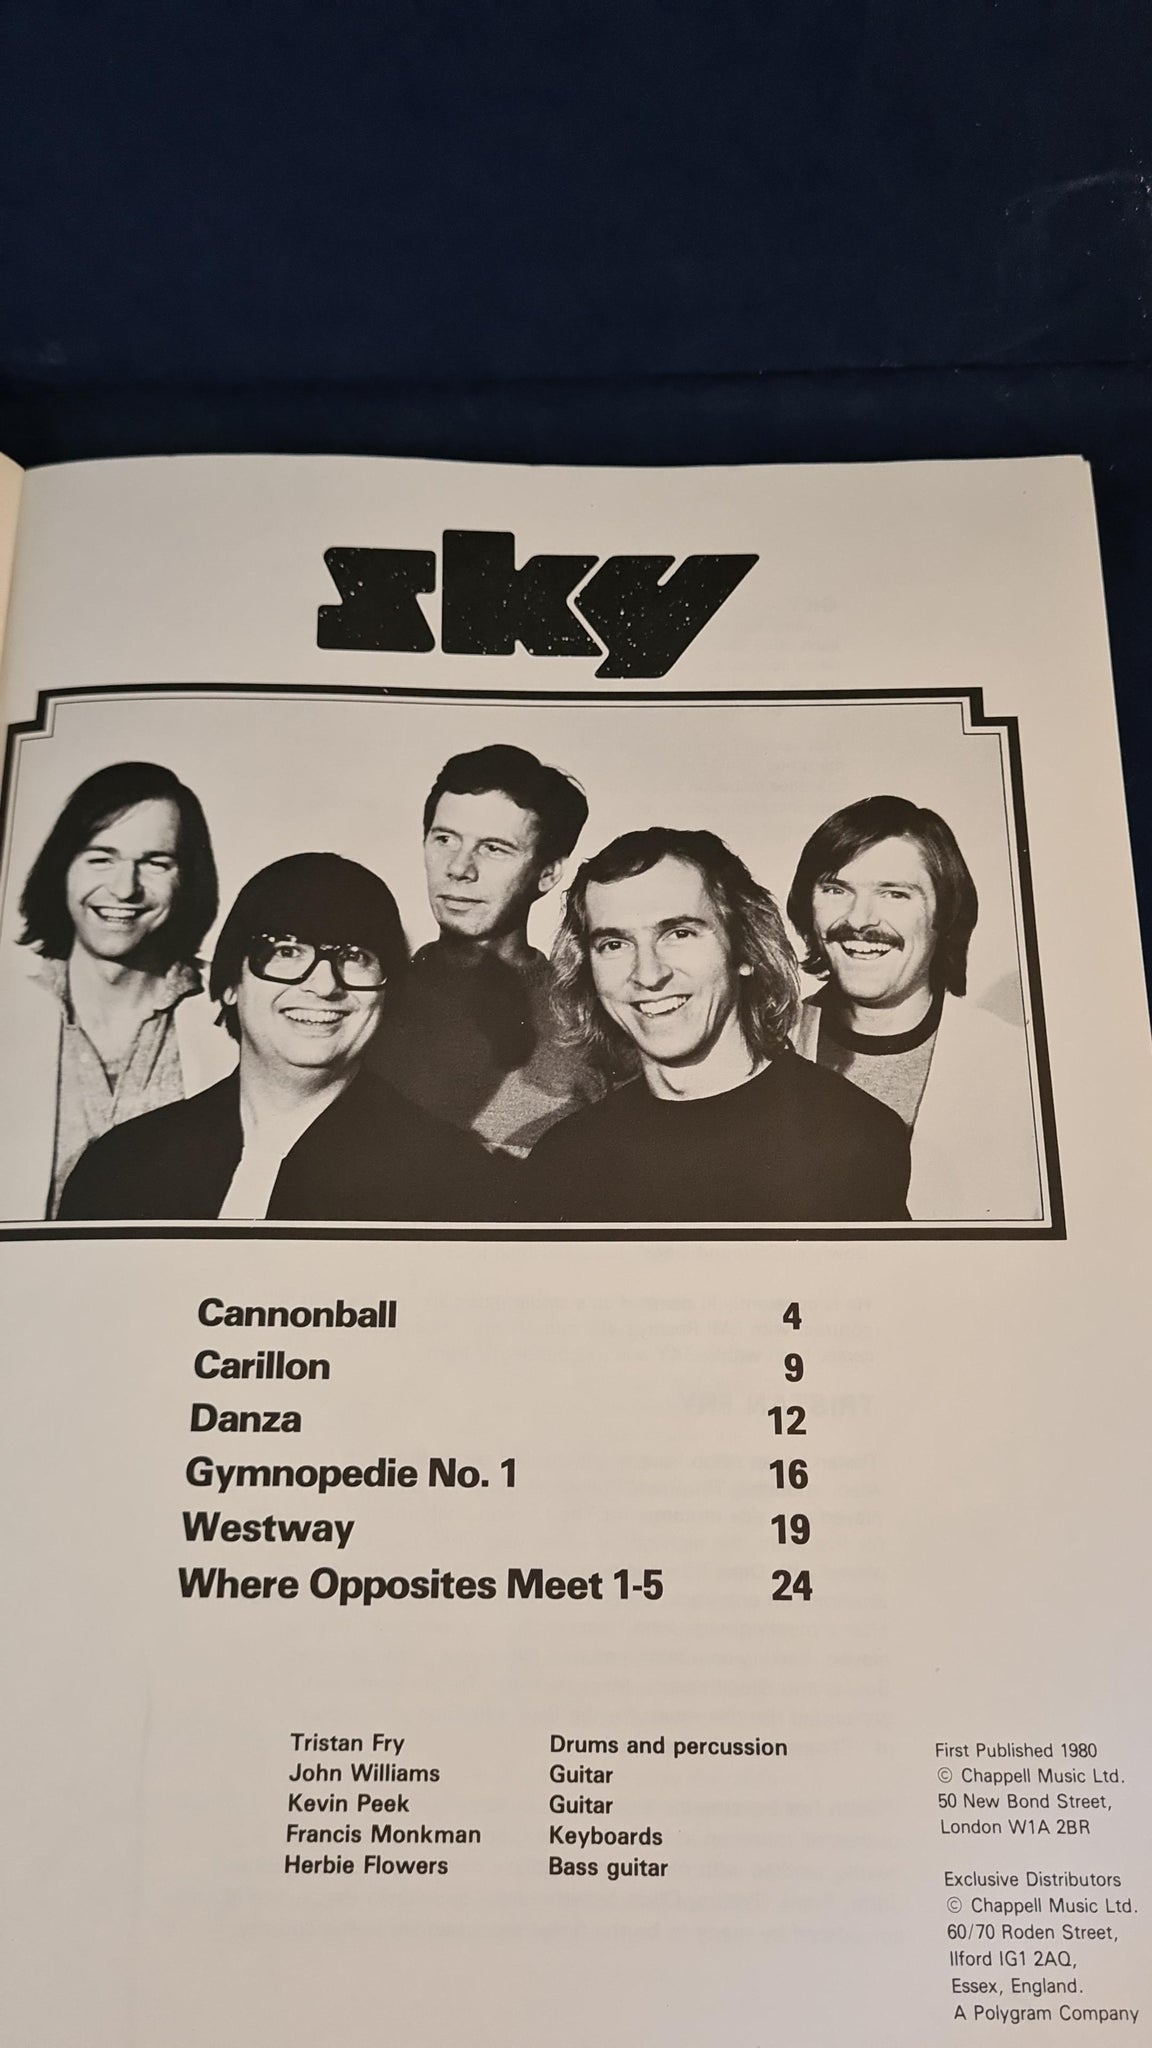 sky
Cannonball 4
Carillon 9
Danza 12
Gymnopedie No. 1 16
Westway 19
Where Opposites Meet 1-5 24
Tristan Fry Drums and percussion
John Williams Guitar
Kevin Peek Guitar
Francis Monkman Keyboards
Herbie Flowers Bass guitar
First Published 1980
© Chappell Music Ltd.
50 New Bond Street,
London W1A 2BR
Exclusive Distributors
© Chappell Music Ltd.
60/70 Roden Street,
Ilford IG1 2AQ,
Essex, England.
A Polygram Company